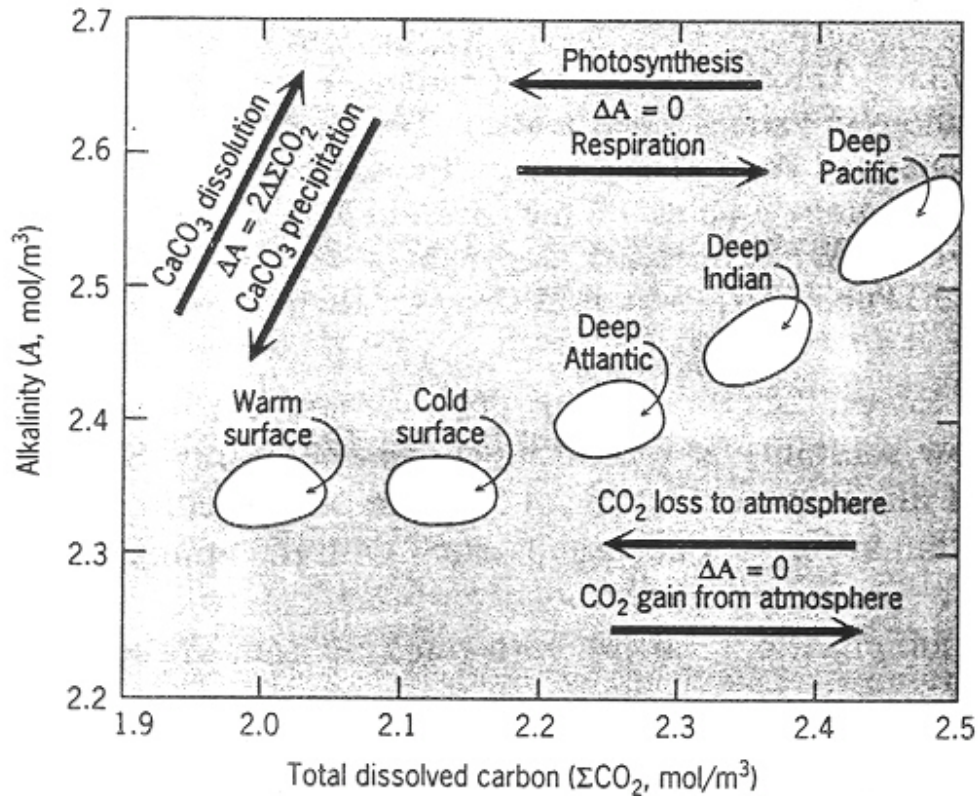 2.7
2.6
2.5
2.4
2.3
2.2
Alkalinity (A, mol/m³)
CaCO₃ dissolution
ΔA = 2ΔΣCO₂
CaCO₃ precipitation
Photosynthesis
ΔA = 0
Respiration
Deep
Pacific
Deep
Indian
Deep
Atlantic
Warm
surface
Cold
surface
CO₂ loss to atmosphere
ΔA = 0
CO₂ gain from atmosphere
1.9 2.0 2.1 2.2 2.3 2.4 2.5
Total dissolved carbon (ΣCO₂, mol/m³)